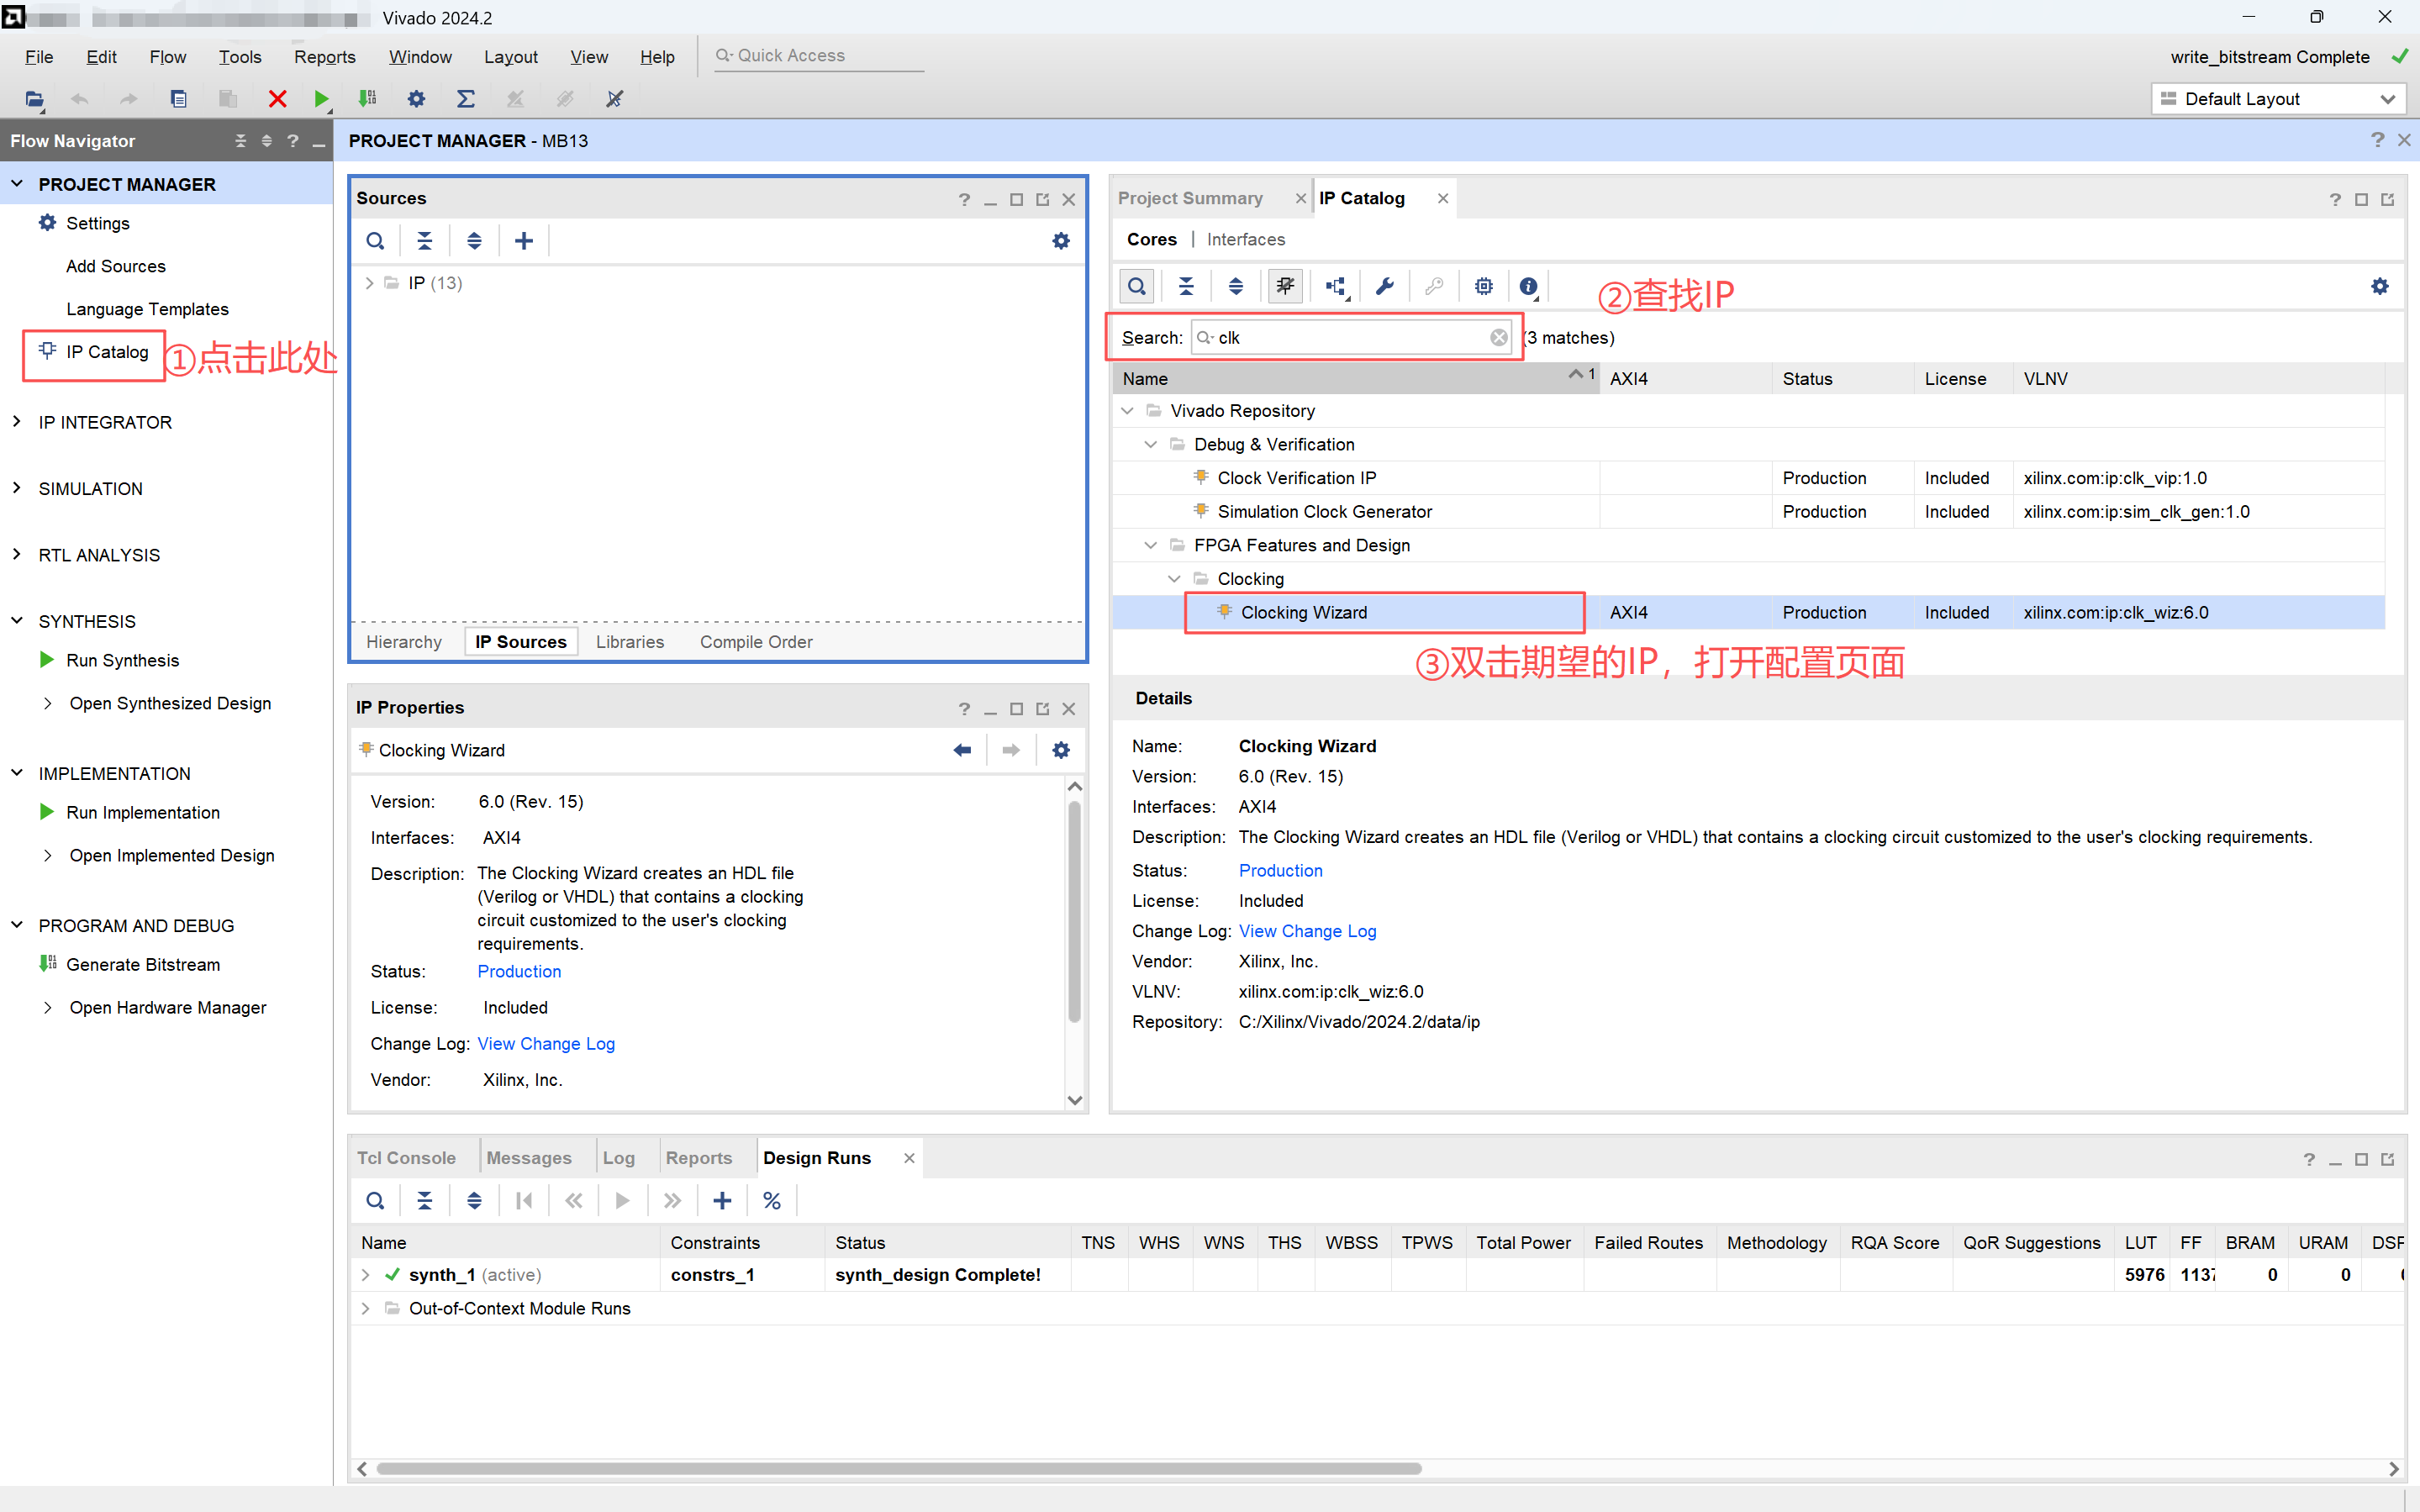 Vivado 2024.2
File Edit Flow Tools Reports Window Layout View Help Quick Access
write_bitstream Complete
Default Layout
Flow Navigator
PROJECT MANAGER
Settings
Add Sources
Language Templates
IP Catalog
①点击此处
IP INTEGRATOR
SIMULATION
RTL ANALYSIS
SYNTHESIS
Run Synthesis
Open Synthesized Design
IMPLEMENTATION
Run Implementation
Open Implemented Design
PROGRAM AND DEBUG
Generate Bitstream
Open Hardware Manager
PROJECT MANAGER - MB13
Sources
IP (13)
Hierarchy IP Sources Libraries Compile Order
IP Properties
Clocking Wizard
Version: 6.0 (Rev. 15)
Interfaces: AXI4
Description: The Clocking Wizard creates an HDL file
(Verilog or VHDL) that contains a clocking
circuit customized to the user's clocking
requirements.
Status: Production
License: Included
Change Log: View Change Log
Vendor: Xilinx, Inc.
Project Summary IP Catalog
Cores | Interfaces
②查找IP
Search: clk (3 matches)
Name 1 AXI4 Status License VLNV
Vivado Repository
Debug & Verification
Clock Verification IP Production Included xilinx.com:ip:clk_vip:1.0
Simulation Clock Generator Production Included xilinx.com:ip:sim_clk_gen:1.0
FPGA Features and Design
Clocking
Clocking Wizard AXI4 Production Included xilinx.com:ip:clk_wiz:6.0
③双击期望的IP，打开配置页面
Details
Name: Clocking Wizard
Version: 6.0 (Rev. 15)
Interfaces: AXI4
Description: The Clocking Wizard creates an HDL file (Verilog or VHDL) that contains a clocking circuit customized to the user's clocking requirements.
Status: Production
License: Included
Change Log: View Change Log
Vendor: Xilinx, Inc.
VLNV: xilinx.com:ip:clk_wiz:6.0
Repository: C:/Xilinx/Vivado/2024.2/data/ip
Tcl Console Messages Log Reports Design Runs
Name Constraints Status TNS WHS WNS THS WBSS TPWS Total Power Failed Routes Methodology RQA Score QoR Suggestions LUT FF BRAM URAM
synth_1 (active) constrs_1 synth_design Complete! 5976 1137 0 0
Out-of-Context Module Runs